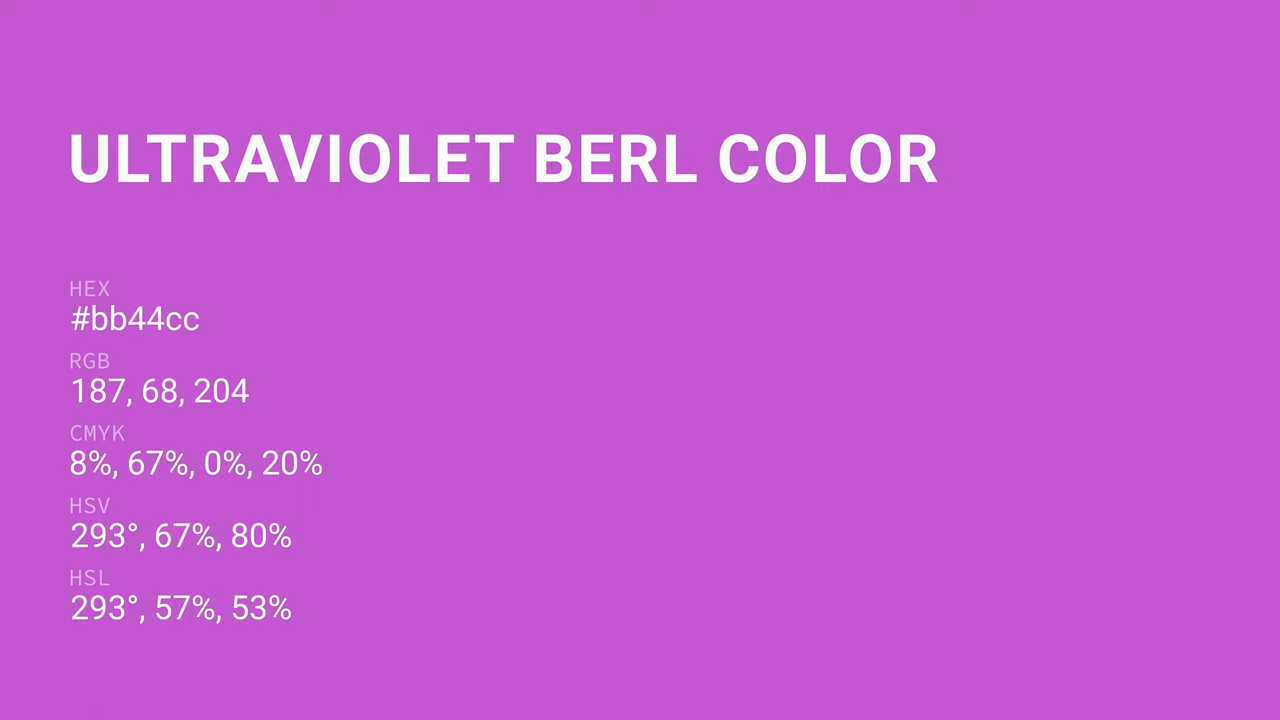 ULTRAVIOLET BERL COLOR
HEX
#bb44cc
RGB
187, 68, 204
CMYK
8%, 67%, 0%, 20%
HSV
293°, 67%, 80%
HSL
293°, 57%, 53%